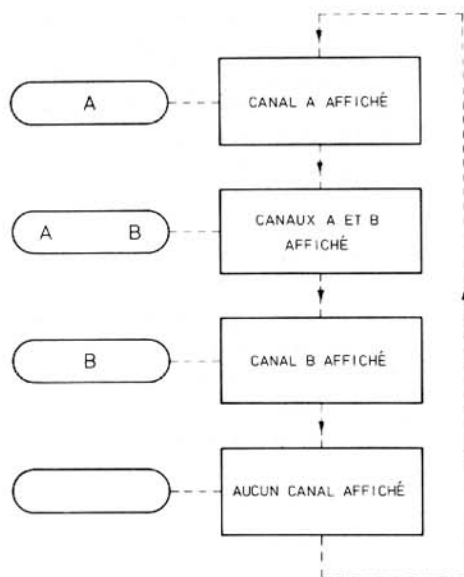 A
CANAL A AFFICHÉ
A B
CANAUX A ET B
AFFICHÉ
B
CANAL B AFFICHÉ
AUCUN CANAL AFFICHÉ